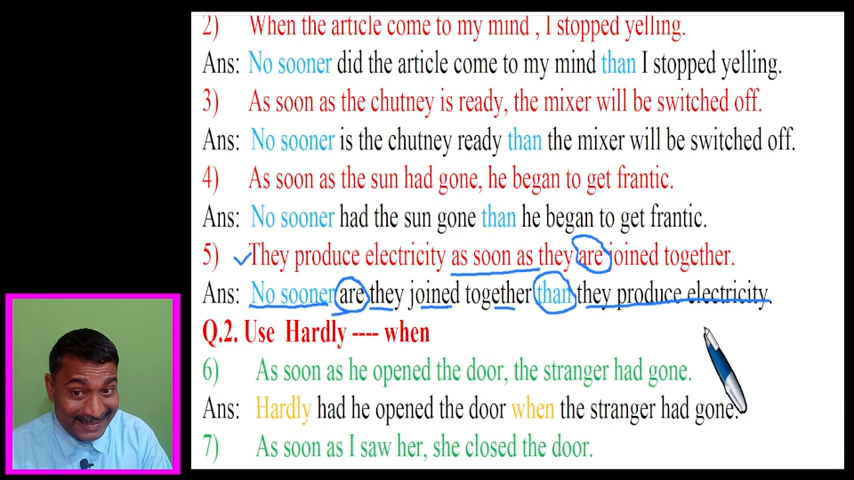 2) When the article come to my mind , I stopped yelling.
Ans: No sooner did the article come to my mind than I stopped yelling.
3) As soon as the chutney is ready, the mixer will be switched off.
Ans: No sooner is the chutney ready than the mixer will be switched off.
4) As soon as the sun had gone, he began to get frantic.
Ans: No sooner had the sun gone than he began to get frantic.
5) They produce electricity as soon as they are joined together.
Ans: No sooner are they joined together than they produce electricity.
Q.2. Use Hardly ---- when
6) As soon as he opened the door, the stranger had gone.
Ans: Hardly had he opened the door when the stranger had gone.
7) As soon as I saw her, she closed the door.